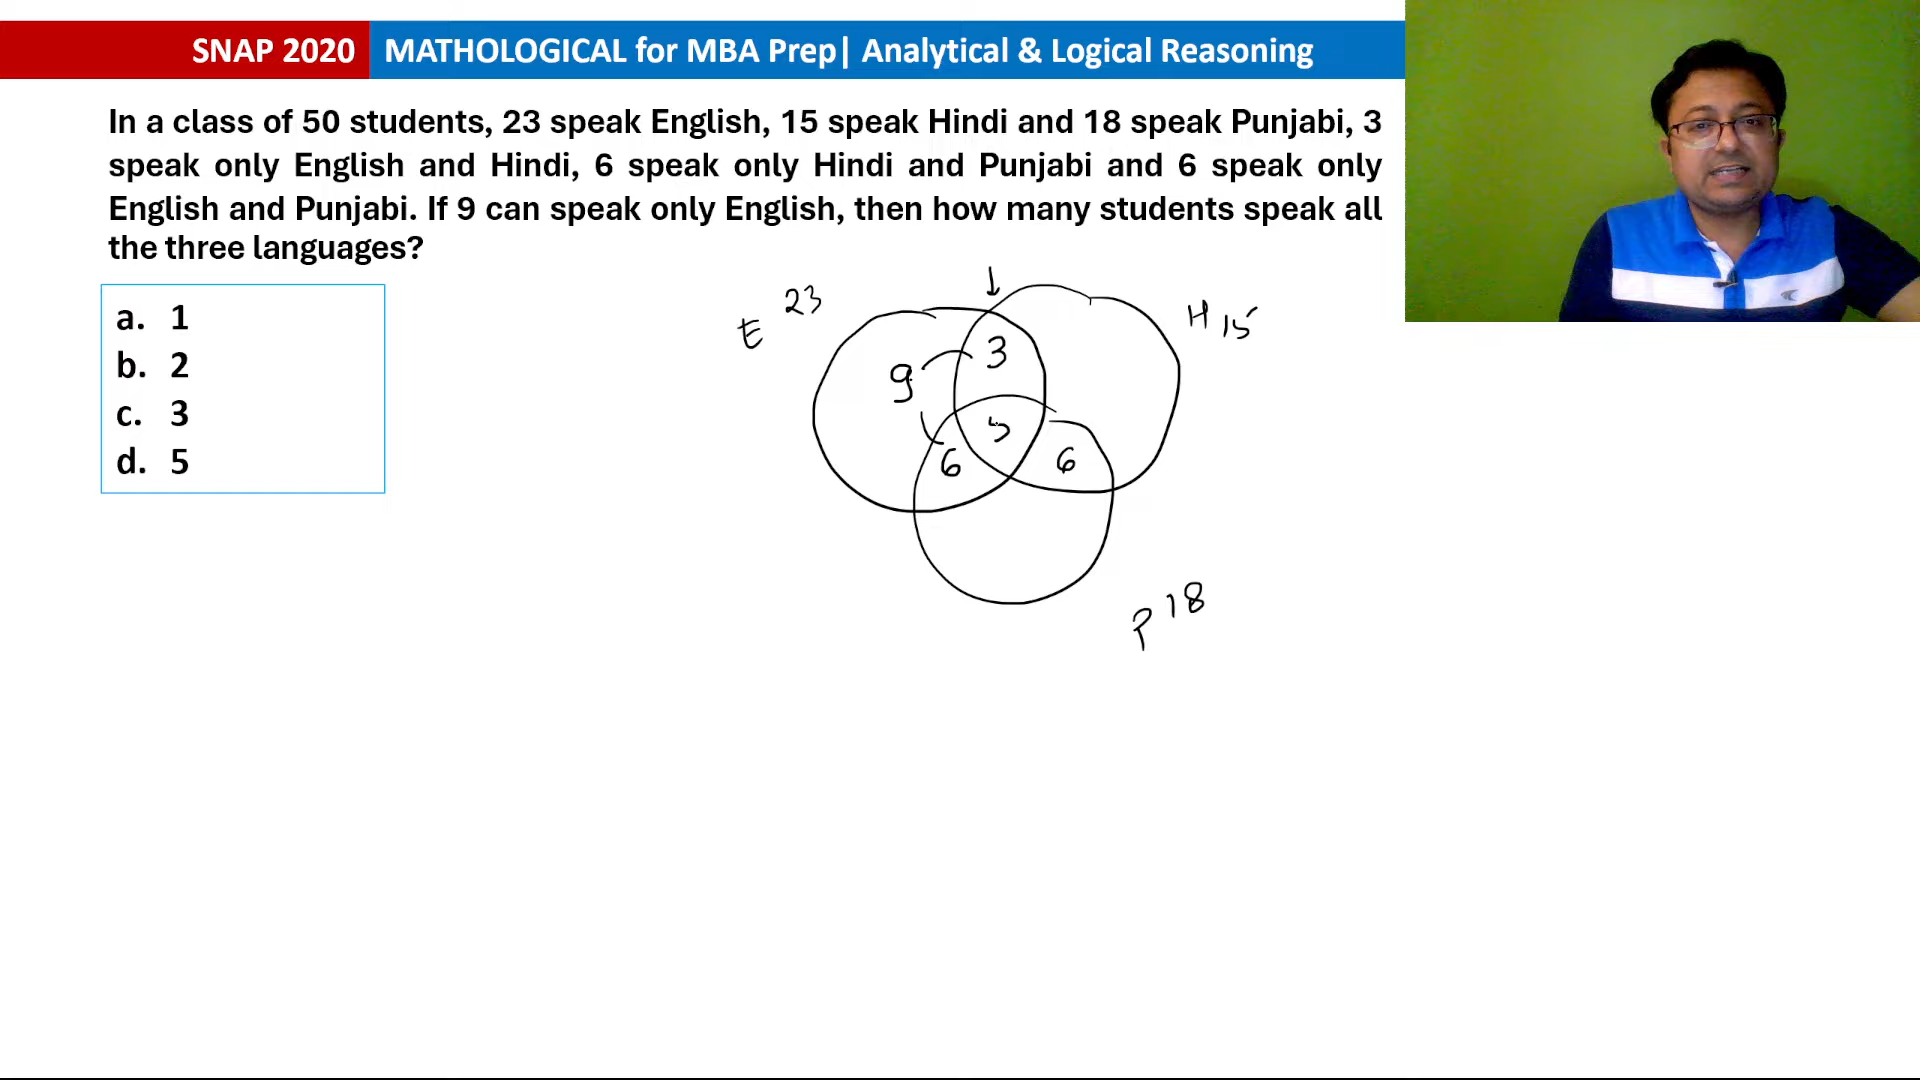 SNAP 2020 MATHOLOGICAL for MBA Prep| Analytical & Logical Reasoning
In a class of 50 students, 23 speak English, 15 speak Hindi and 18 speak Punjabi, 3
speak only English and Hindi, 6 speak only Hindi and Punjabi and 6 speak only
English and Punjabi. If 9 can speak only English, then how many students speak all
the three languages?
a. 1
b. 2
c. 3
d. 5
E 23
H 15
3
9
5
6
6
P 18